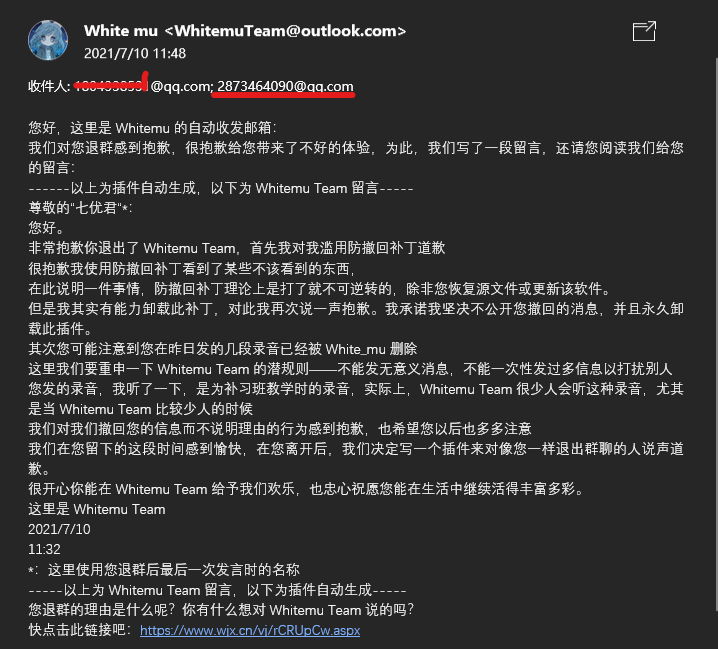 White mu <WhitemuTeam@outlook.com>
2021/7/10 11:48
收件人: @qq.com; 2873464090@qq.com
您好，这里是 Whitemu 的自动收发邮箱：
我们对您退群感到抱歉，很抱歉给您带来了不好的体验，为此，我们写了一段留言，还请您阅读我们给您
的留言：
------以上为插件自动生成，以下为 Whitemu Team 留言-----
尊敬的"七优君"*：
您好。
非常抱歉你退出了 Whitemu Team，首先我对我滥用防撤回补丁道歉
很抱歉我使用防撤回补丁看到了某些不该看到的东西，
在此说明一件事情，防撤回补丁理论上是打了就不可逆转的，除非您恢复源文件或更新该软件。
但是我其实有能力卸载此补丁，对此我再次说一声抱歉。我承诺我坚决不公开您撤回的消息，并且永久卸
载此插件。
其次您可能注意到您在昨日发的几段录音已经被 White_mu 删除
这里我们要重申一下 Whitemu Team 的潜规则——不能发无意义消息，不能一次性发过多信息以打扰别人
您发的录音，我听了一下，是为补习班教学时的录音，实际上，Whitemu Team 很少人会听这种录音，尤其
是当 Whitemu Team 比较少人的时候
我们对我们撤回您的信息而不说明理由的行为感到抱歉，也希望您以后也多多注意
我们在您留下的这段时间感到愉快，在您离开后，我们决定写一个插件来对像您一样退出群聊的人说声道
歉。
很开心你能在 Whitemu Team 给予我们欢乐，也忠心祝愿您能在生活中继续活得丰富多彩。
这里是 Whitemu Team
2021/7/10
11:32
*：这里使用您退群后最后一次发言时的名称
-----以上为 Whitemu Team 留言，以下为插件自动生成-----
您退群的理由是什么呢？你有什么想对 Whitemu Team 说的吗？
快点击此链接吧：https://www.wjx.cn/vj/rCRUpCw.aspx